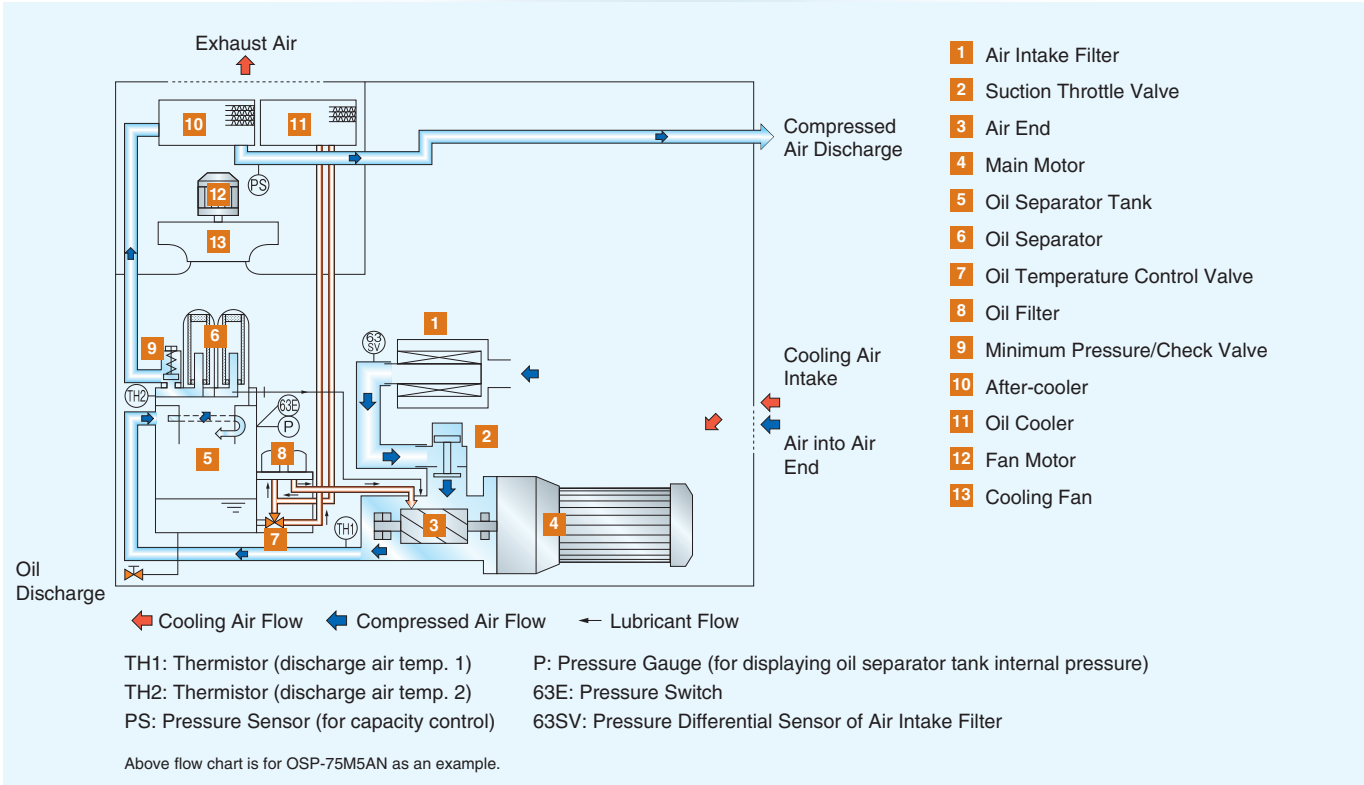 Exhaust Air
10
11
Compressed
Air Discharge
PS
12
13
1
63
SV
6
9
Cooling Air
Intake
TH2
63E
P
2
Air into Air
End
5
8
3
4
TH1
7
Oil
Discharge
1 Air Intake Filter
2 Suction Throttle Valve
3 Air End
4 Main Motor
5 Oil Separator Tank
6 Oil Separator
7 Oil Temperature Control Valve
8 Oil Filter
9 Minimum Pressure/Check Valve
10 After-cooler
11 Oil Cooler
12 Fan Motor
13 Cooling Fan
Cooling Air Flow Compressed Air Flow Lubricant Flow
TH1: Thermistor (discharge air temp. 1) P: Pressure Gauge (for displaying oil separator tank internal pressure)
TH2: Thermistor (discharge air temp. 2) 63E: Pressure Switch
PS: Pressure Sensor (for capacity control) 63SV: Pressure Differential Sensor of Air Intake Filter
Above flow chart is for OSP-75M5AN as an example.